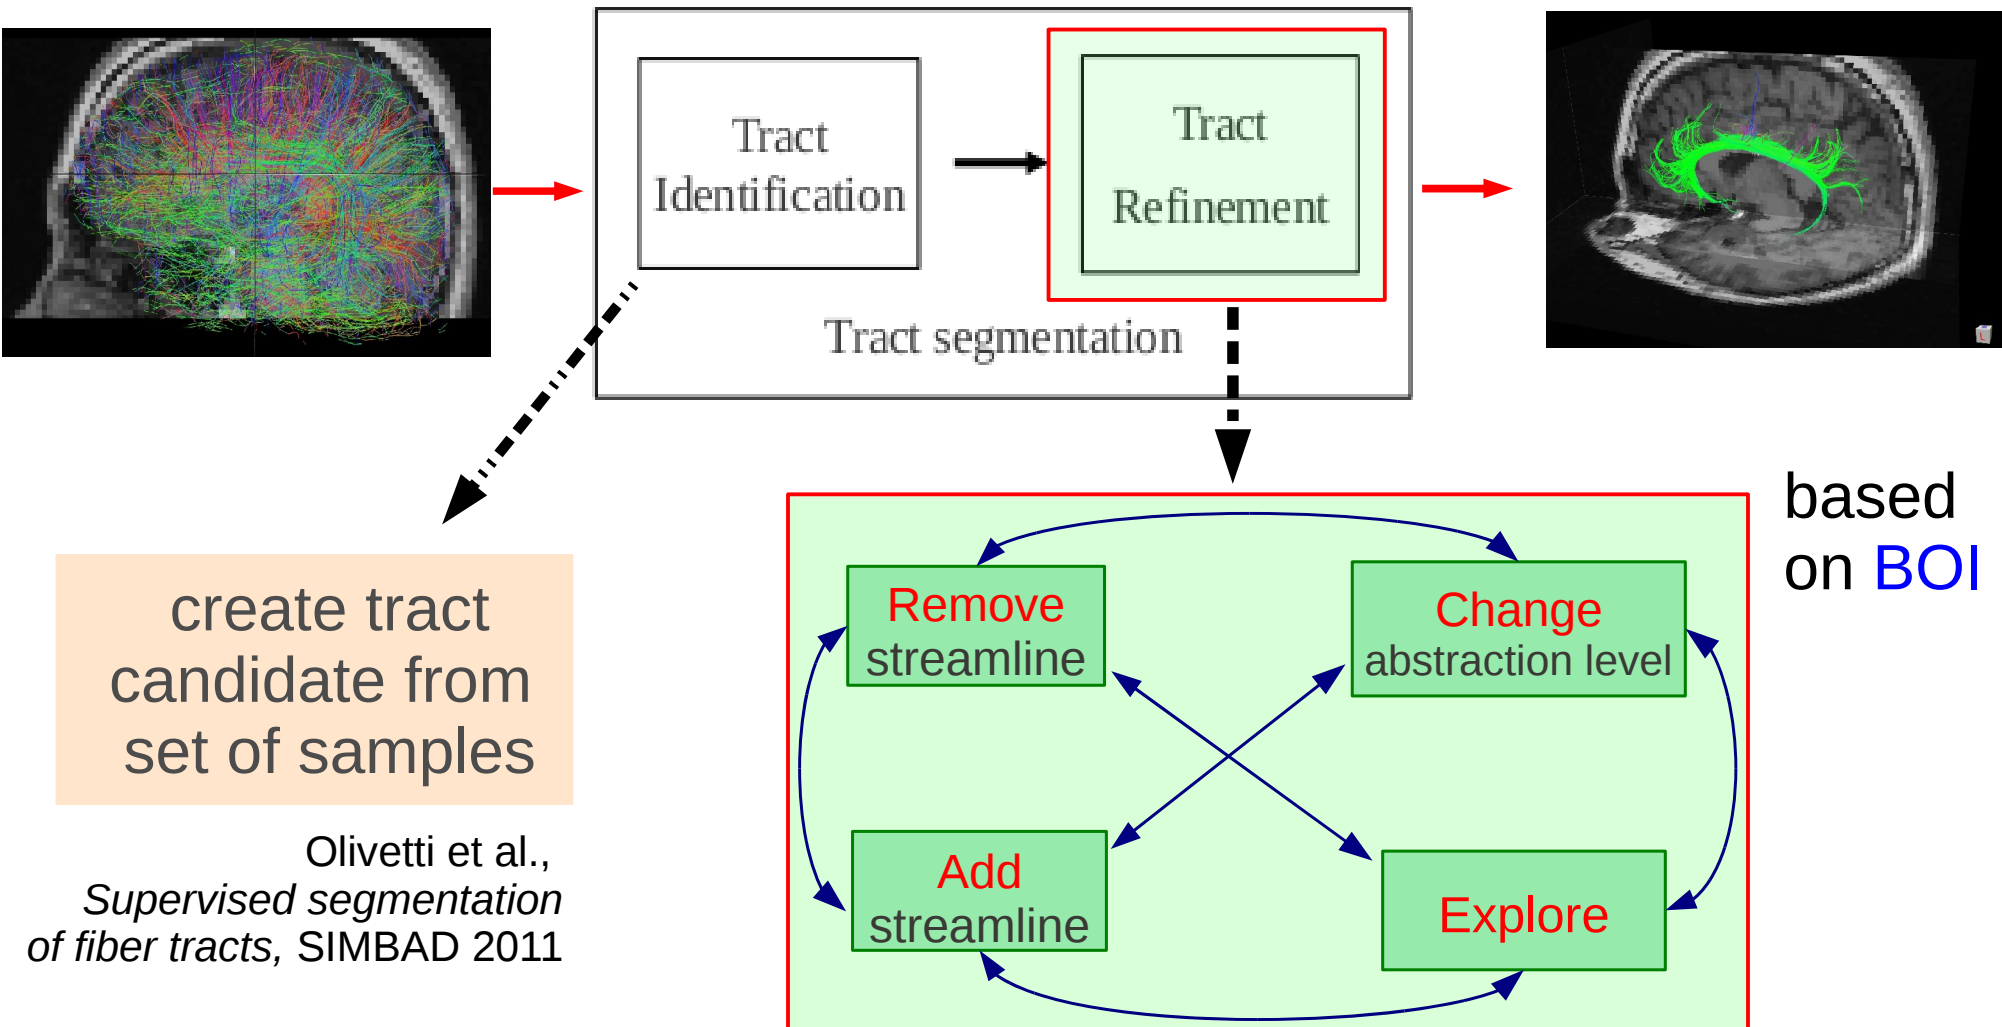 Tract
Identification
Tract
Refinement
Tract segmentation
create tract
candidate from
set of samples
Olivetti et al.,
Supervised segmentation
of fiber tracts, SIMBAD 2011
based
on BOI
Remove
streamline
Change
abstraction level
Add
streamline
Explore